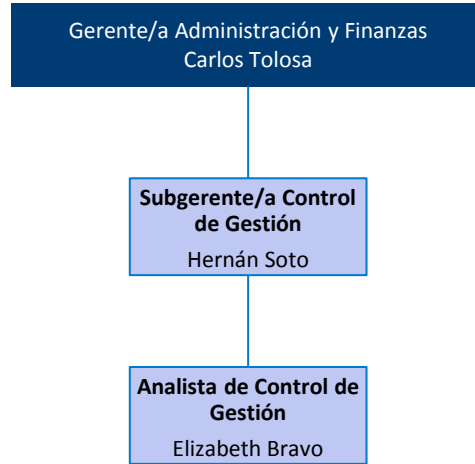 Gerente/a Administración y Finanzas
Carlos Tolosa
Subgerente/a Control
de Gestión
Hernán Soto
Analista de Control de
Gestión
Elizabeth Bravo